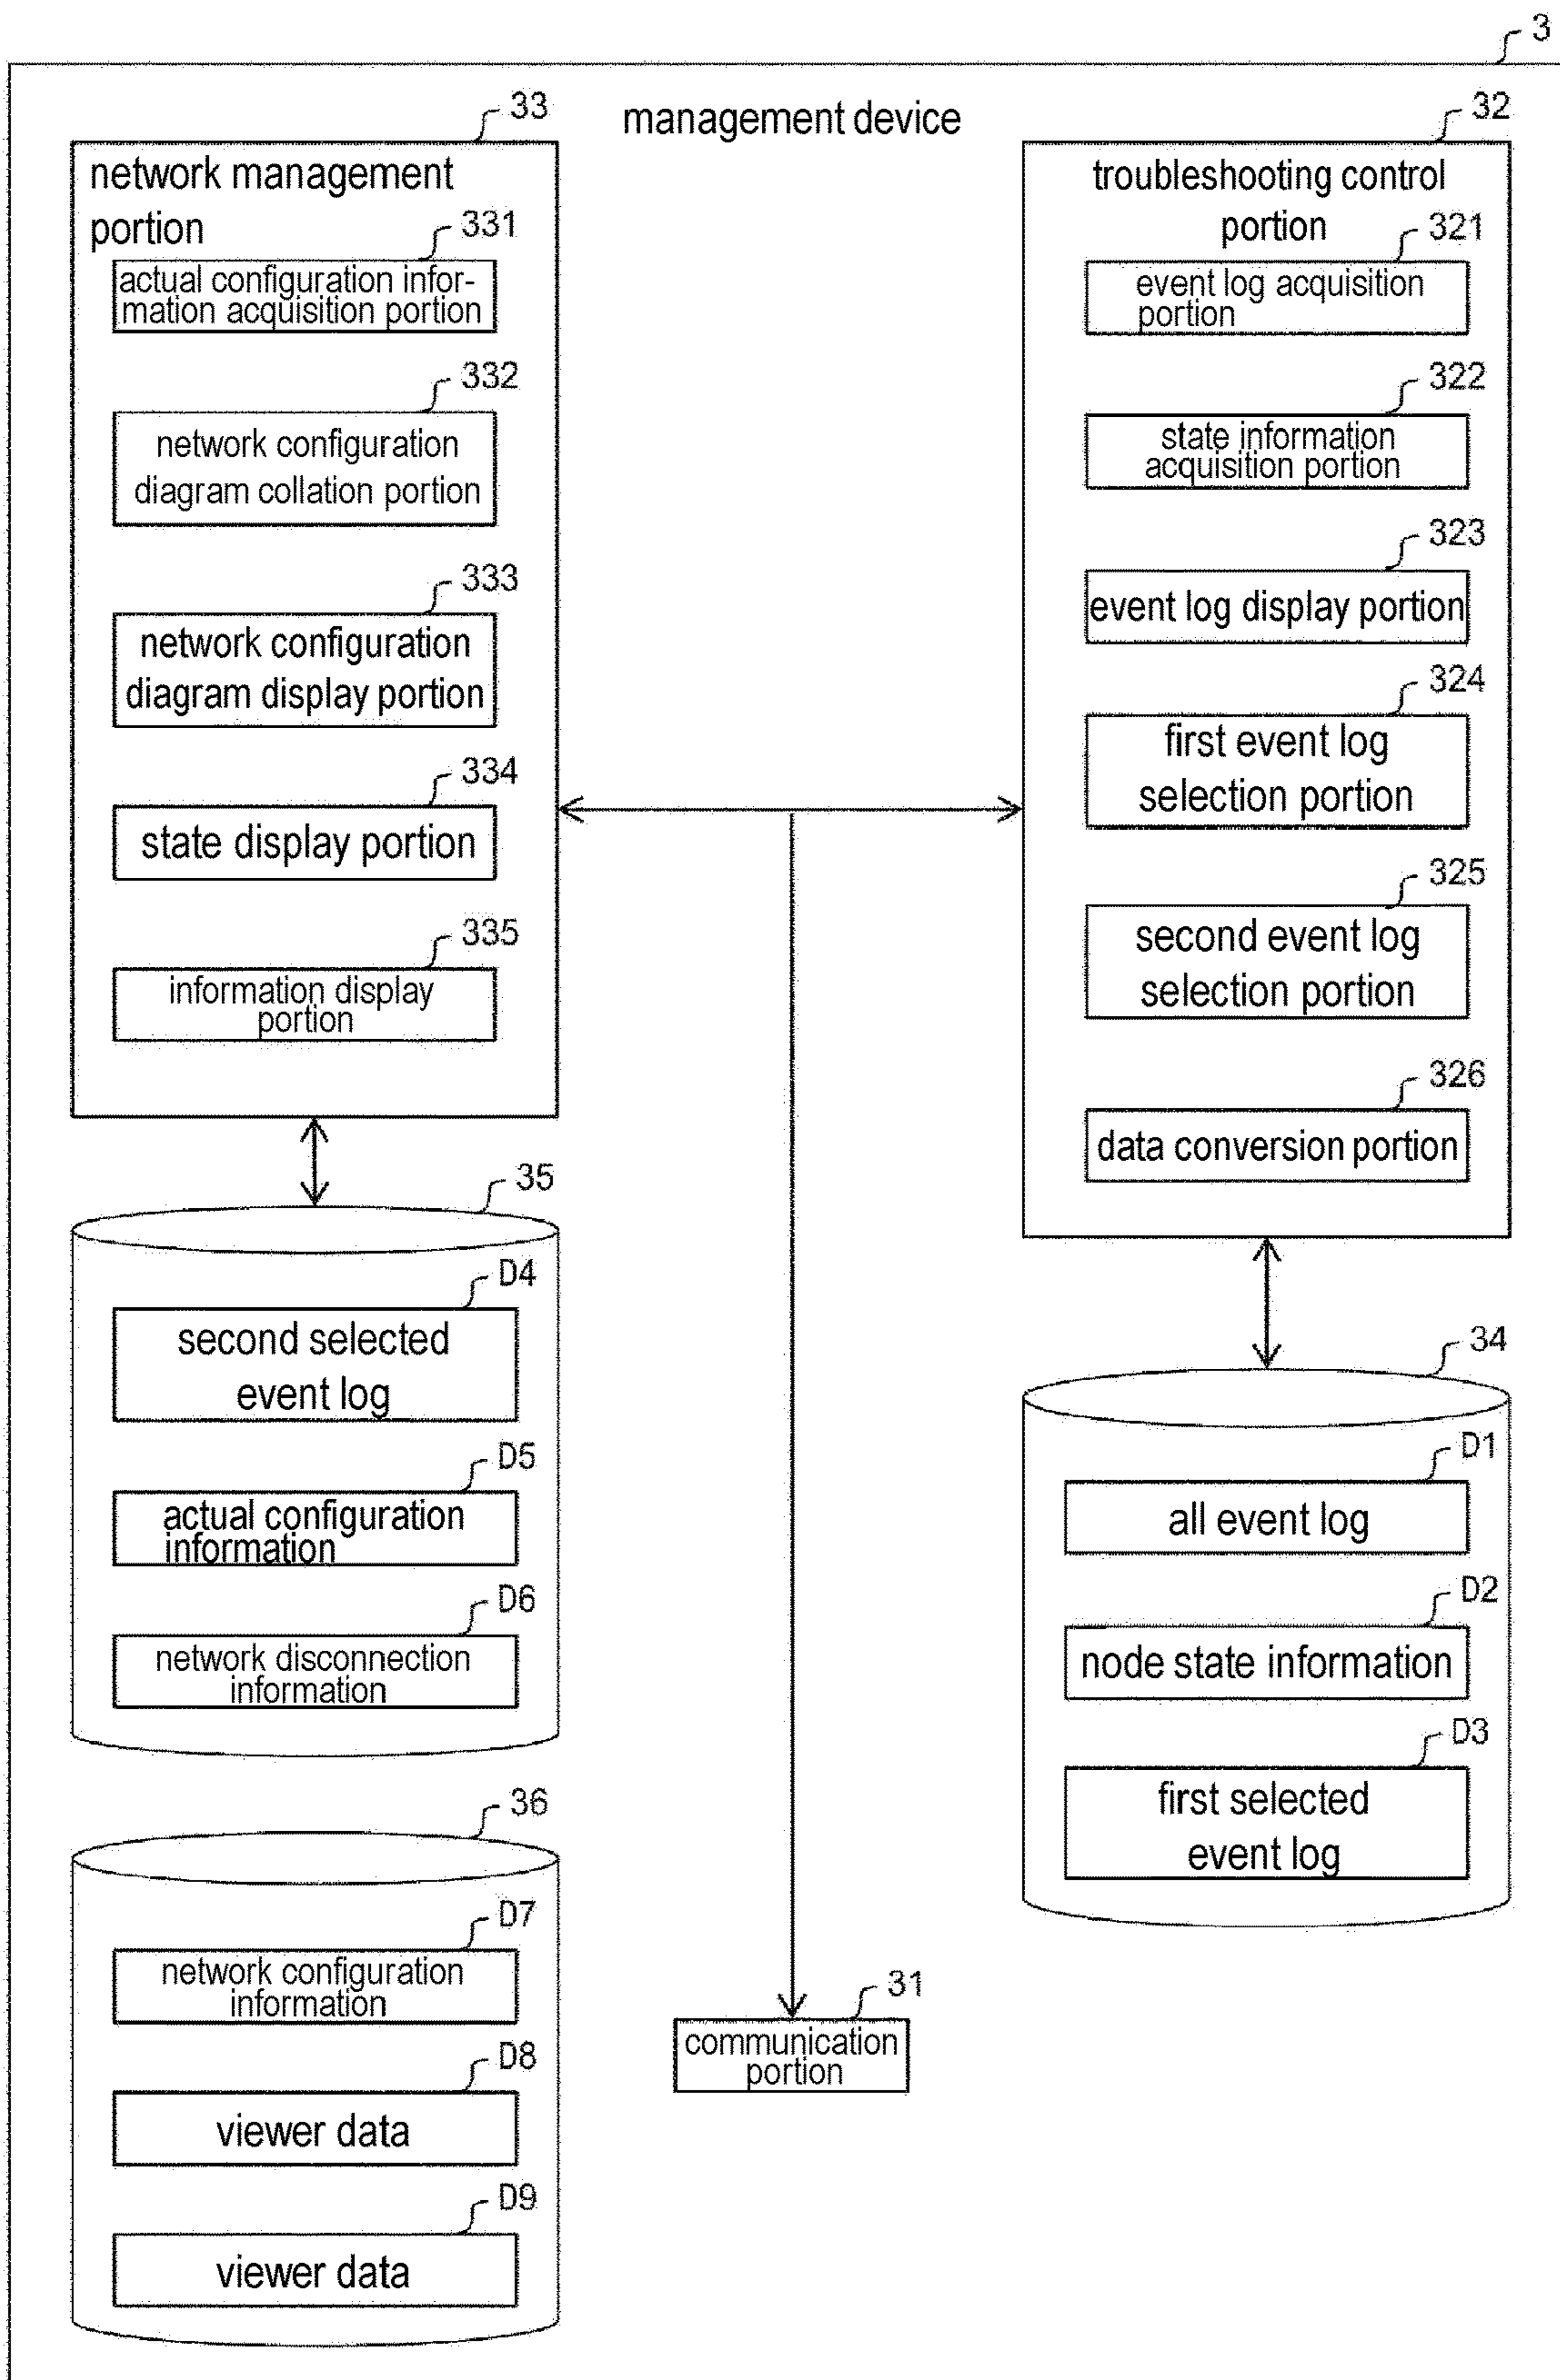 3
management device
33
network management
portion
331
actual configuration infor-
mation acquisition portion
332
network configuration
diagram collation portion
333
network configuration
diagram display portion
334
state display portion
335
information display
portion
32
troubleshooting control
portion
321
event log acquisition
portion
322
state information
acquisition portion
323
event log display portion
324
first event log
selection portion
325
second event log
selection portion
326
data conversion portion
35
D4
second selected
event log
D5
actual configuration
information
D6
network disconnection
information
34
D1
all event log
D2
node state information
D3
first selected
event log
36
D7
network configuration
information
D8
viewer data
D9
viewer data
31
communication
portion